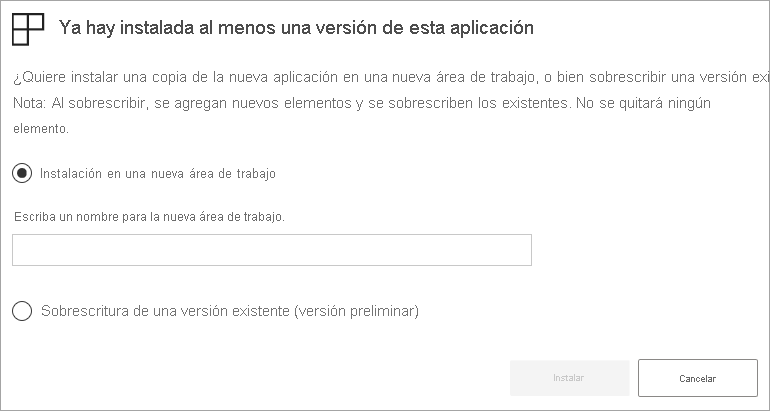 Ya hay instalada al menos una versión de esta aplicación
¿Quiere instalar una copia de la nueva aplicación en una nueva área de trabajo, o bien sobrescribir una versión exi
Nota: Al sobrescribir, se agregan nuevos elementos y se sobrescriben los existentes. No se quitará ningún
elemento.
Instalación en una nueva área de trabajo
Escriba un nombre para la nueva área de trabajo.
Sobrescritura de una versión existente (versión preliminar)
Instalar
Cancelar